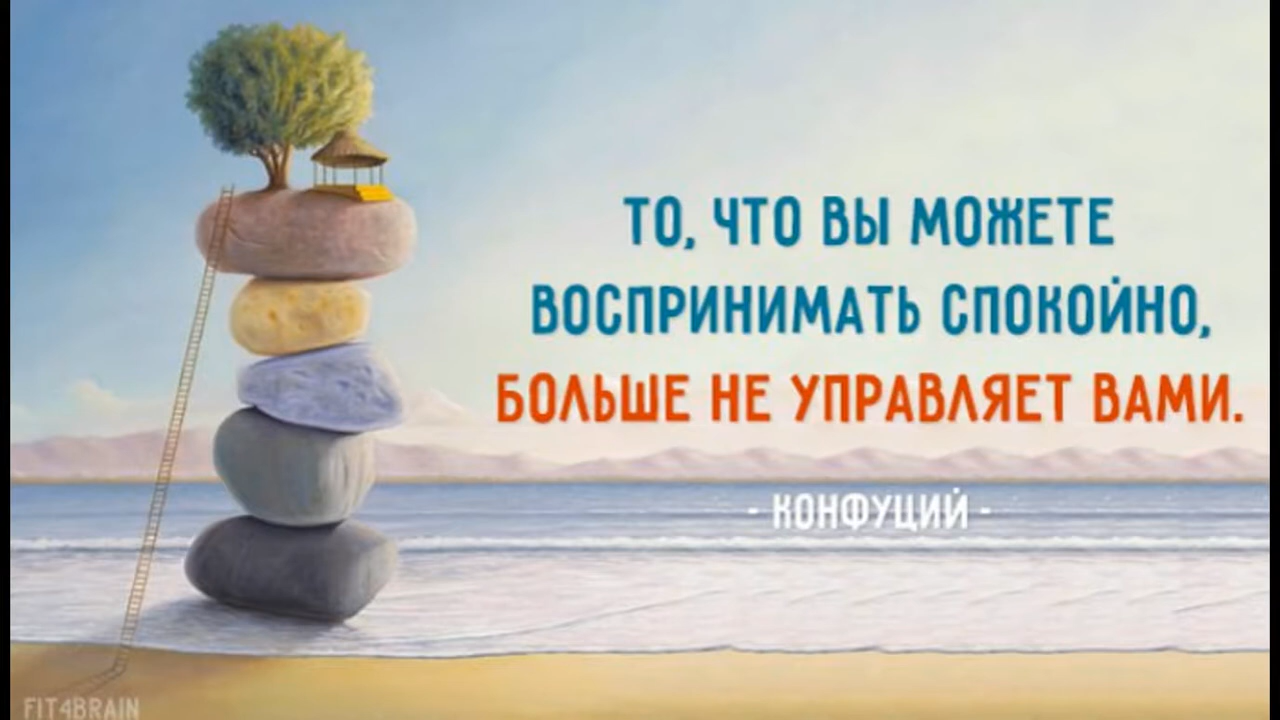 ТО, ЧТО ВЫ МОЖЕТЕ
ВОСПРИНИМАТЬ СПОКОЙНО,
БОЛЬШЕ НЕ УПРАВЛЯЕТ ВАМИ.
- КОНФУЦИЙ -
FIT4BRAIN